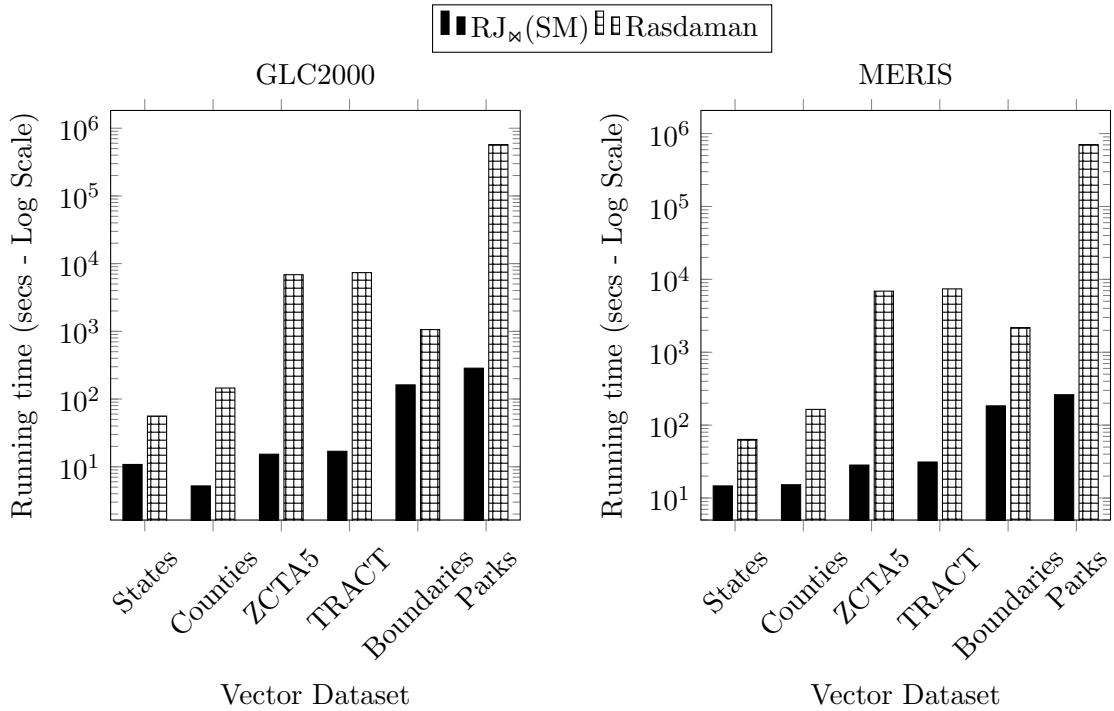 RJ⋈(SM) Rasdaman
GLC2000
10^6
10^5
10^4
10^3
10^2
10^1
Running time (secs - Log Scale)
States
Counties
ZCTA5
TRACT
Boundaries
Parks
Vector Dataset
MERIS
10^6
10^5
10^4
10^3
10^2
10^1
Running time (secs - Log Scale)
States
Counties
ZCTA5
TRACT
Boundaries
Parks
Vector Dataset